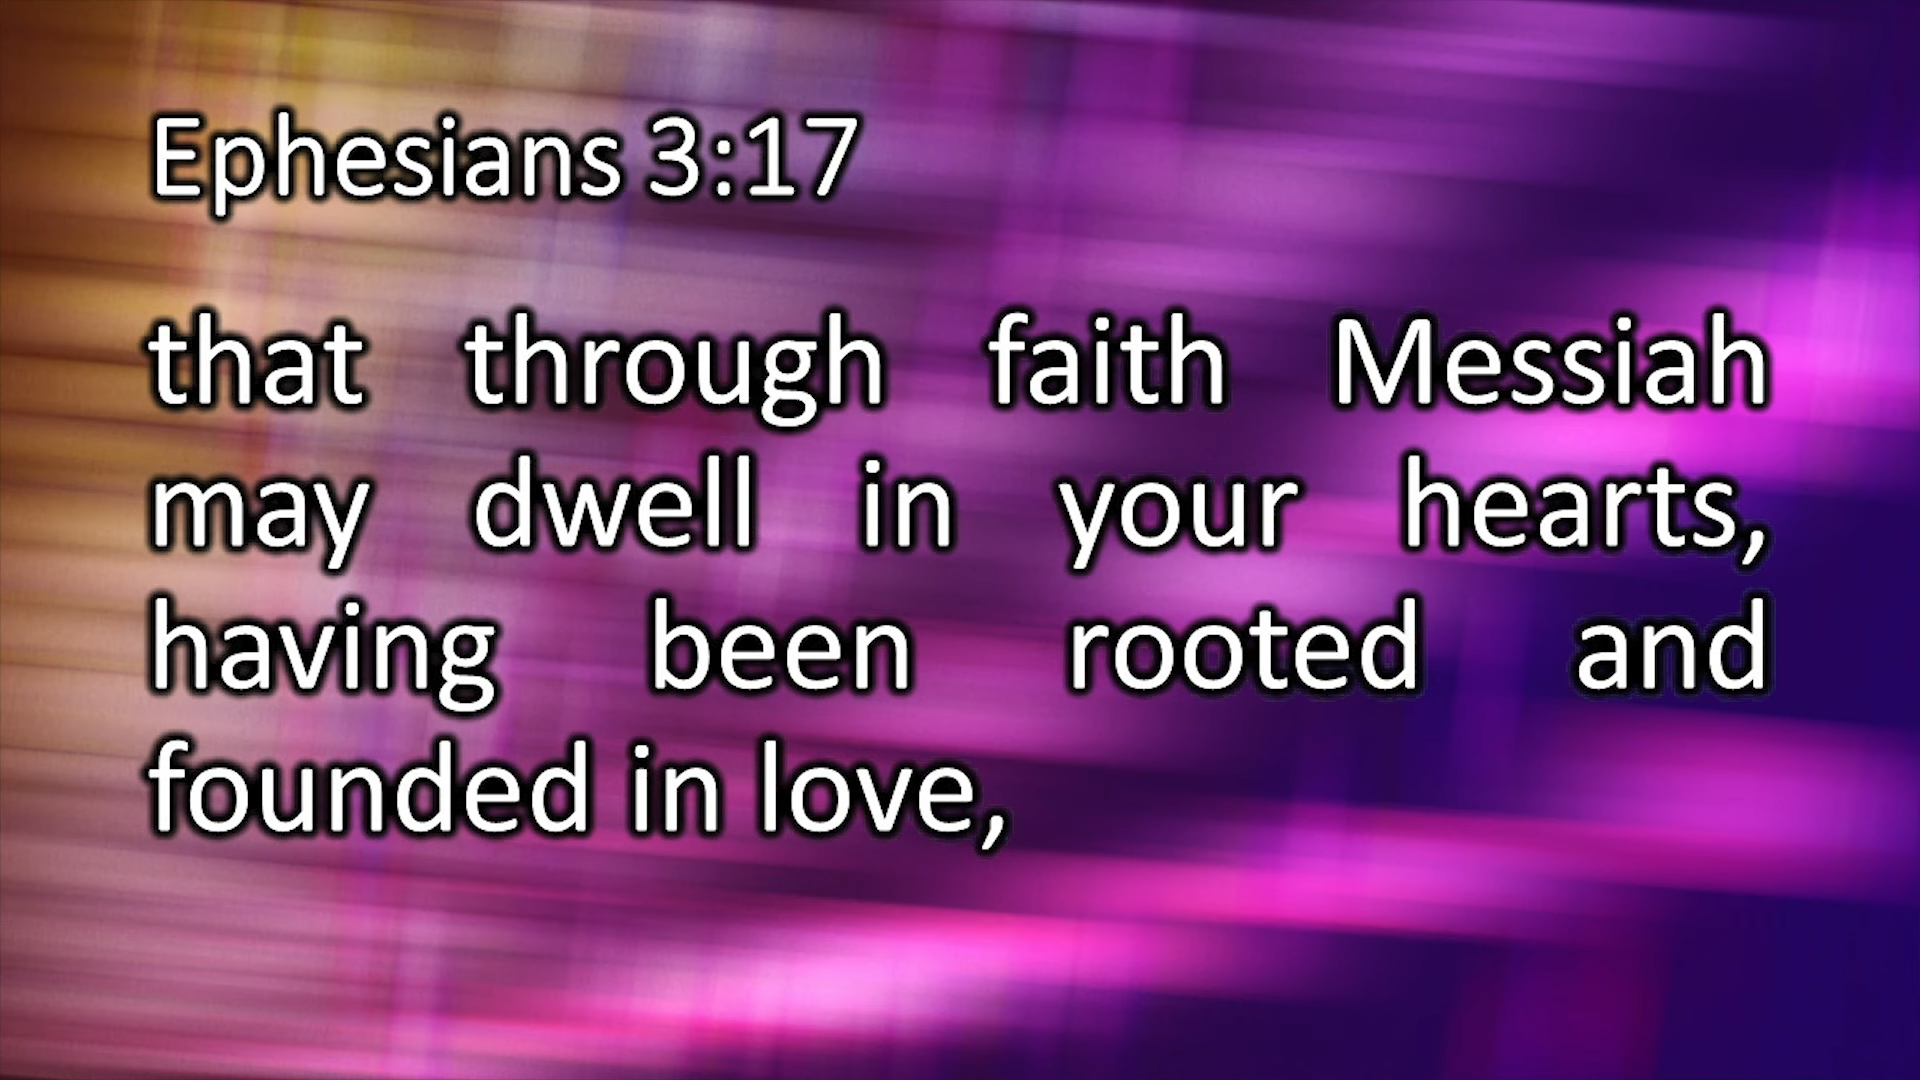 Ephesians 3:17
that through faith Messiah
may dwell in your hearts,
having been rooted and
founded in love,